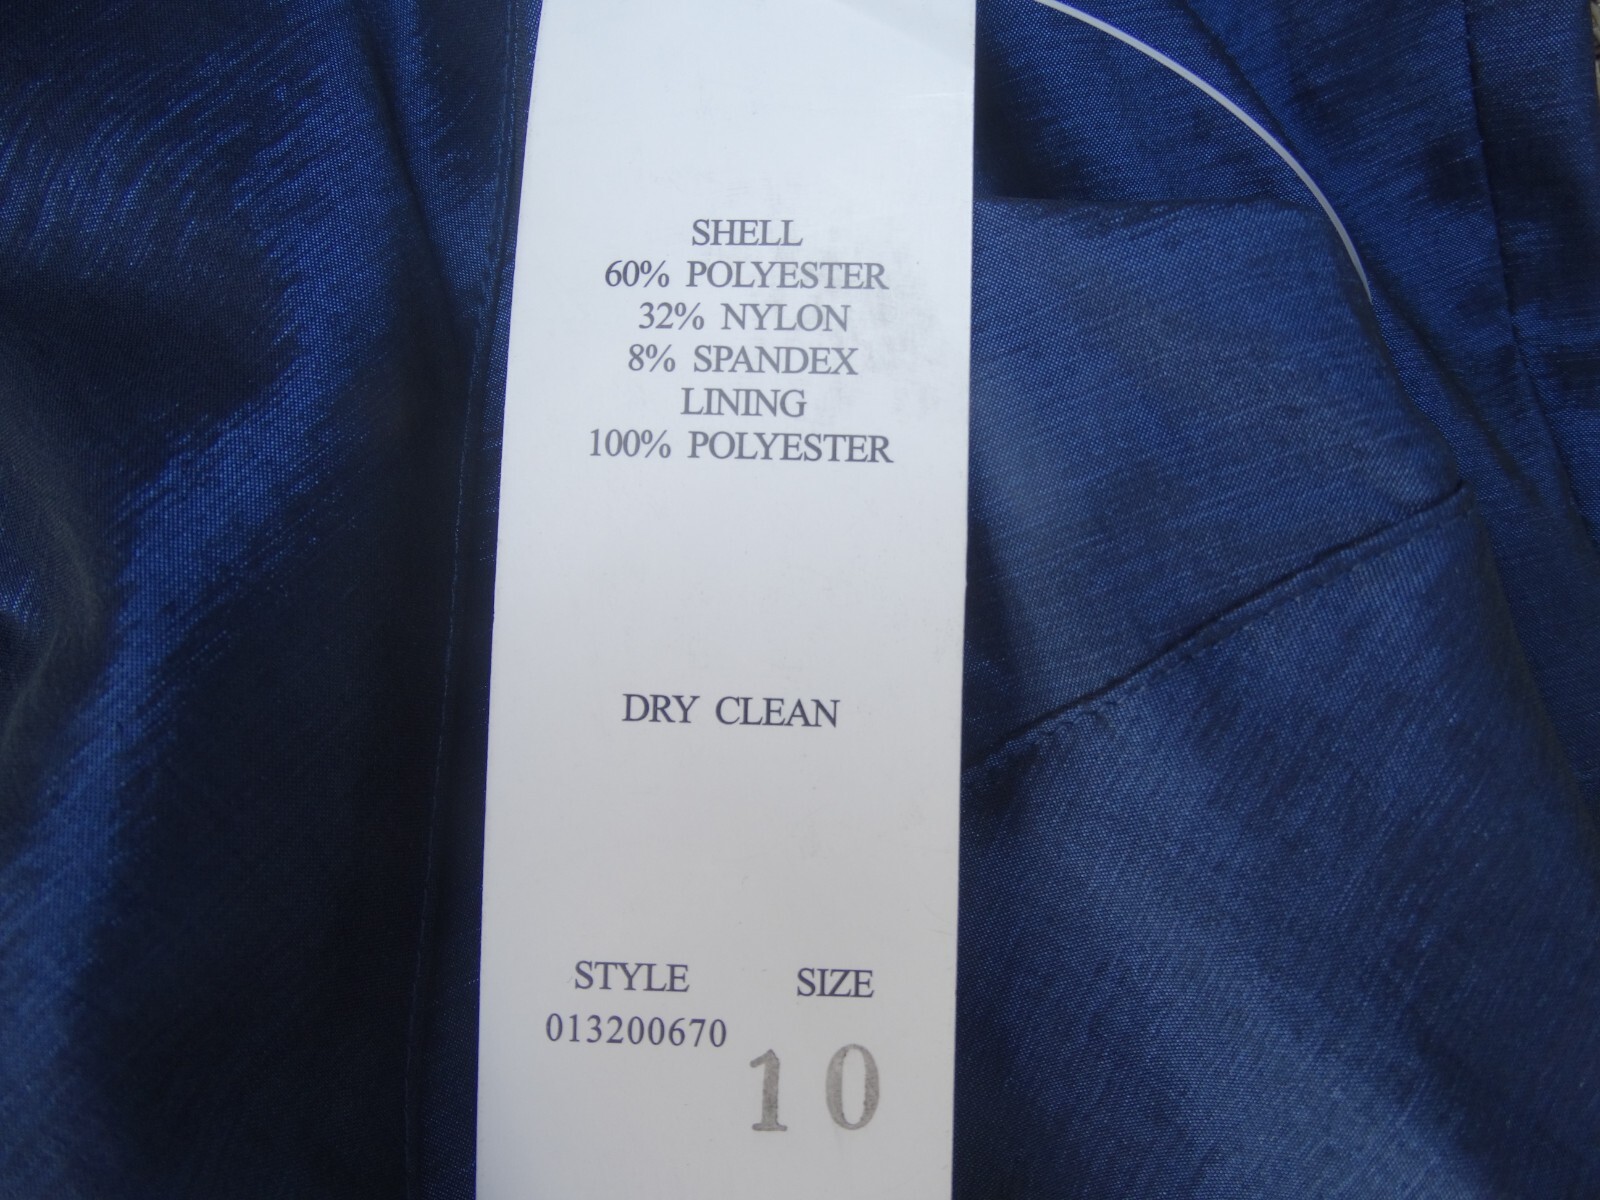 SHELL
60% POLYESTER
32% NYLON
8% SPANDEX
LINING
100% POLYESTER
DRY CLEAN
STYLE SIZE
013200670
10